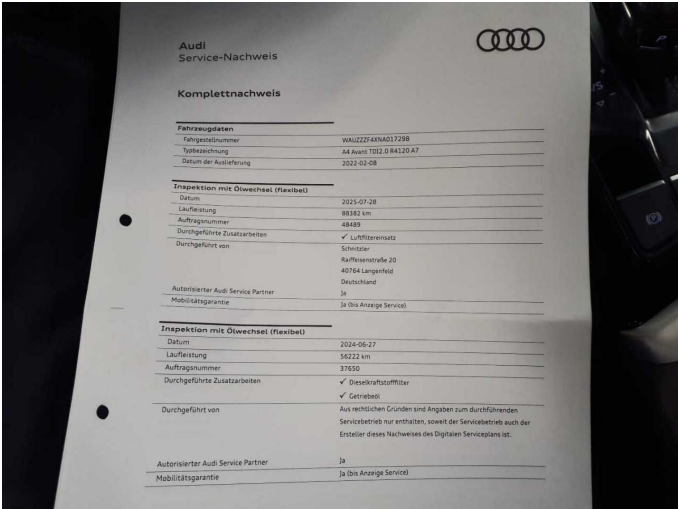 Audi
Service-Nachweis
Komplettnachweis
Fahrzeugdaten
Fahrgestellnummer WAUZZZF4XNA017298
Typbezeichnung A4 Avant TDI2.0 R4120 A7
Datum der Auslieferung 2022-02-08
Inspektion mit Ölwechsel (flexibel)
Datum 2025-07-28
Laufleistung 88382 km
Auftragsnummer 48489
Durchgeführte Zusatzarbeiten ✓ Luftfiltereinsatz
Durchgeführt von Schnitzler
Raiffeisenstraße 20
40764 Langenfeld
Deutschland
Autorisierter Audi Service Partner Ja
Mobilitätsgarantie Ja (bis Anzeige Service)
Inspektion mit Ölwechsel (flexibel)
Datum 2024-06-27
Laufleistung 56222 km
Auftragsnummer 37650
Durchgeführte Zusatzarbeiten ✓ Dieselkraftstofffilter
✓ Getriebeöl
Durchgeführt von Aus rechtlichen Gründen sind Angaben zum durchführenden
Servicebetrieb nur enthalten, soweit der Servicebetrieb auch der
Ersteller dieses Nachweises des Digitalen Serviceplans ist.
Autorisierter Audi Service Partner Ja
Mobilitätsgarantie Ja (bis Anzeige Service)